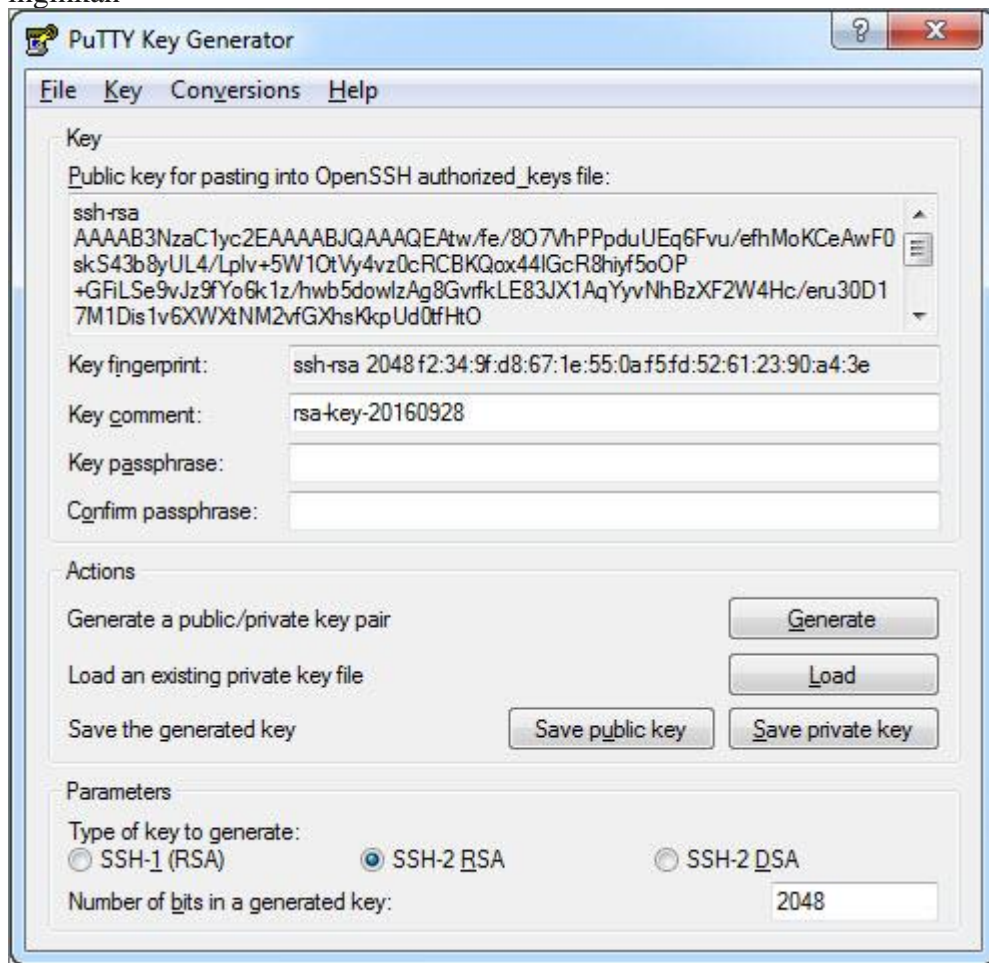 inginkan
PuTTY Key Generator
File Key Conversions Help
Key
Public key for pasting into OpenSSH authorized_keys file:
ssh-rsa
AAAAB3NzaC1yc2EAAAABJQAAAQEAtw/fe/8O7VhPPpduUEq6Fvu/efhMoKCeAwF0
skS43b8yUL4/Lplv+5W1OtVy4vz0cRCBKQox44lGcR8hiyf5oOP
+GFiLSe9vJz9fYo6k1z/hwb5dowlzAg8GvrfkLE83JX1AqYyvNhBzXF2W4Hc/eru30D1
7M1Dis1v6XWXtNM2vfGXhsKkpUd0tfHtO
Key fingerprint: ssh-rsa 2048 f2:34:9f:d8:67:1e:55:0a:f5:fd:52:61:23:90:a4:3e
Key comment: rsa-key-20160928
Key passphrase:
Confirm passphrase:
Actions
Generate a public/private key pair Generate
Load an existing private key file Load
Save the generated key Save public key Save private key
Parameters
Type of key to generate:
SSH-1 (RSA) SSH-2 RSA SSH-2 DSA
Number of bits in a generated key: 2048